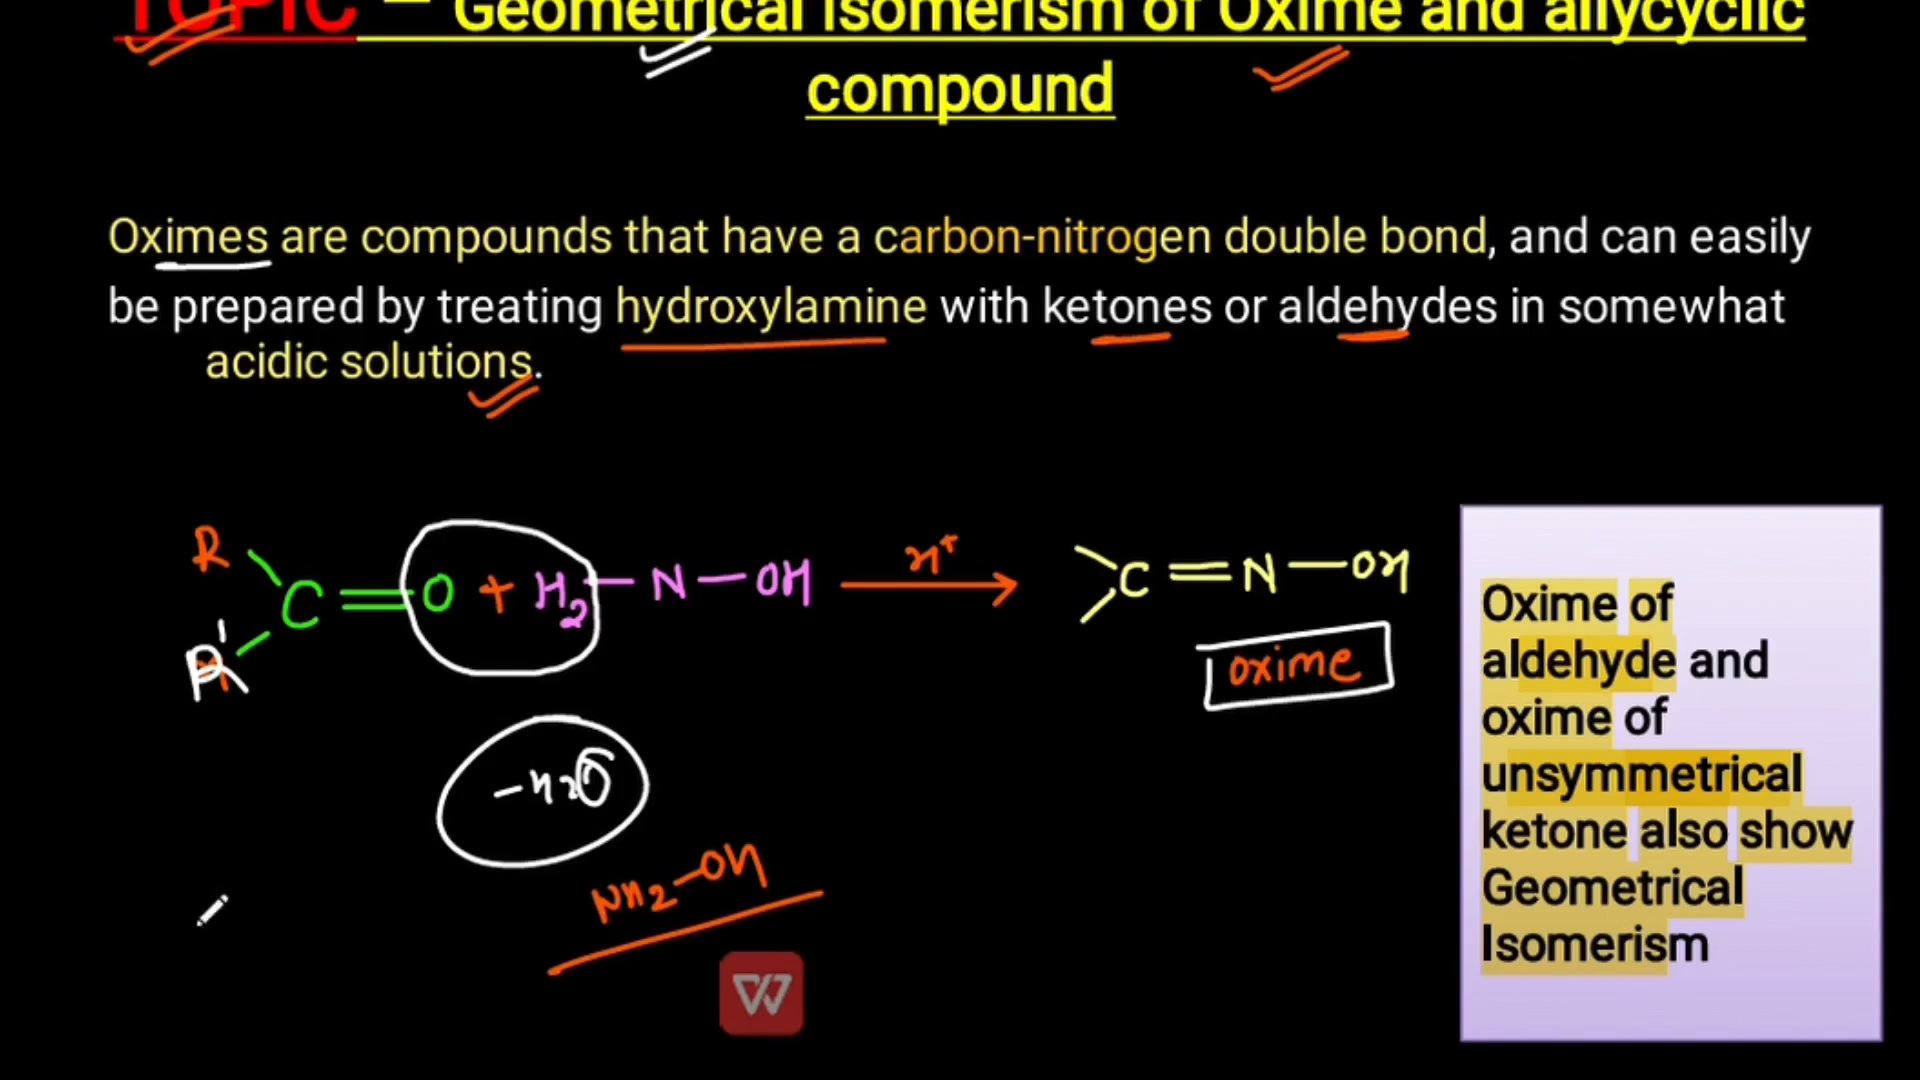 TOPIC – Geometrical Isomerism of Oxime and allycyclic
compound
Oximes are compounds that have a carbon-nitrogen double bond, and can easily
be prepared by treating hydroxylamine with ketones or aldehydes in somewhat
acidic solutions.
R
C=O + H2-N-OH
H+
C=N-OH
R'
oxime
-H2O
NH2-OH
Oxime of
aldehyde and
oxime of
unsymmetrical
ketone also show
Geometrical
Isomerism
W